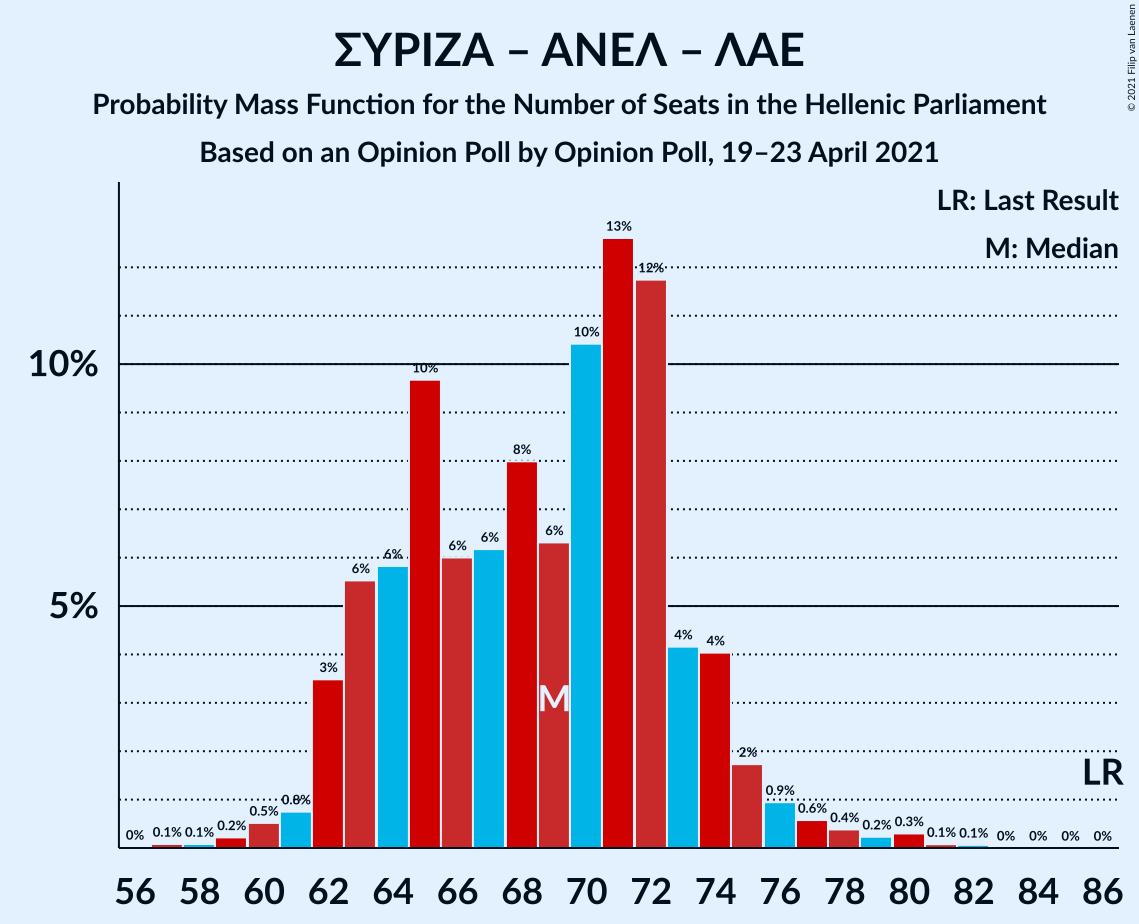 ΣΥΡΙΖΑ – ΑΝΕΛ – ΛΑΕ
Probability Mass Function for the Number of Seats in the Hellenic Parliament
Based on an Opinion Poll by Opinion Poll, 19–23 April 2021
© 2021 Filip van Laenen
LR: Last Result
M: Median
10%
5%
0% 0.1% 0.1% 0.2% 0.5% 0.8% 3% 6% 6% 10% 6% 6% 8% 6% 10% 13% 12% 4% 4% 2% 0.9% 0.6% 0.4% 0.2% 0.3% 0.1% 0.1% 0% 0% 0% 0%
M
LR
56 58 60 62 64 66 68 70 72 74 76 78 80 82 84 86